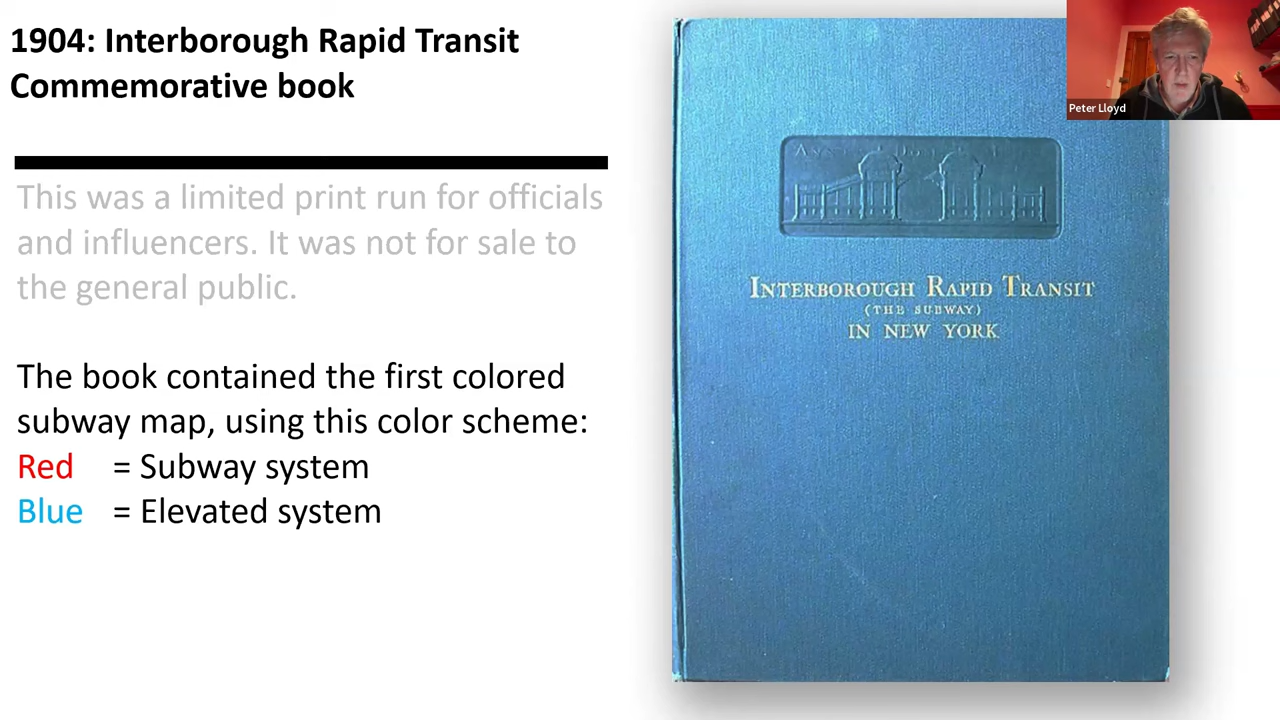 1904: Interborough Rapid Transit
Commemorative book
This was a limited print run for officials
and influencers. It was not for sale to
the general public.
The book contained the first colored
subway map, using this color scheme:
Red = Subway system
Blue = Elevated system
INTERBOROUGH RAPID TRANSIT
(THE SUBWAY)
IN NEW YORK
Peter Lloyd